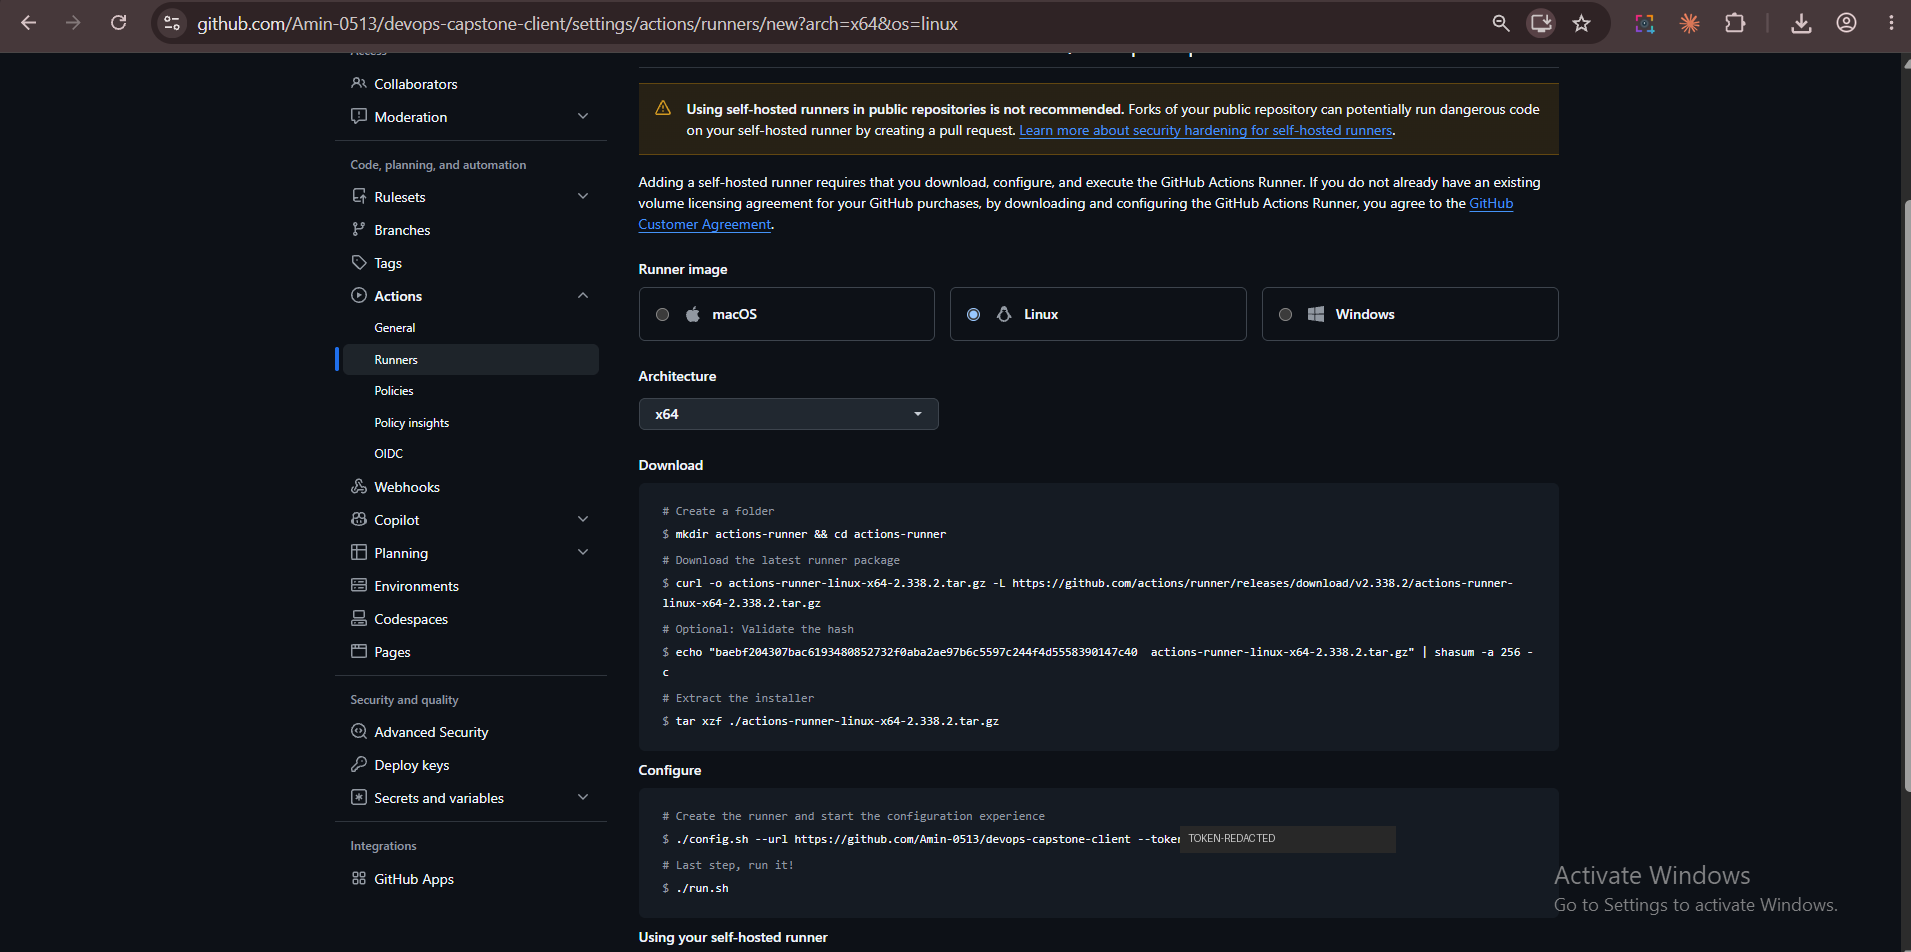 github.com/Amin-0513/devops-capstone-client/settings/actions/runners/new?arch=x64&os=linux
Access
Collaborators
Moderation
Code, planning, and automation
Rulesets
Branches
Tags
Actions
General
Runners
Policies
Policy insights
OIDC
Webhooks
Copilot
Planning
Environments
Codespaces
Pages
Security and quality
Advanced Security
Deploy keys
Secrets and variables
Integrations
GitHub Apps
Using self-hosted runners in public repositories is not recommended. Forks of your public repository can potentially run dangerous code
on your self-hosted runner by creating a pull request. Learn more about security hardening for self-hosted runners.
Adding a self-hosted runner requires that you download, configure, and execute the GitHub Actions Runner. If you do not already have an existing
volume licensing agreement for your GitHub purchases, by downloading and configuring the GitHub Actions Runner, you agree to the GitHub
Customer Agreement.
Runner image
macOS
Linux
Windows
Architecture
x64
Download
# Create a folder
$ mkdir actions-runner && cd actions-runner
# Download the latest runner package
$ curl -o actions-runner-linux-x64-2.338.2.tar.gz -L https://github.com/actions/runner/releases/download/v2.338.2/actions-runner-
linux-x64-2.338.2.tar.gz
# Optional: Validate the hash
$ echo "baebf204307bac6193480852732f0aba2ae97b6c5597c244f4d5558390147c40  actions-runner-linux-x64-2.338.2.tar.gz" | shasum -a 256 -
c
# Extract the installer
$ tar xzf ./actions-runner-linux-x64-2.338.2.tar.gz
Configure
# Create the runner and start the configuration experience
$ ./config.sh --url https://github.com/Amin-0513/devops-capstone-client --token TOKEN-REDACTED
# Last step, run it!
$ ./run.sh
Using your self-hosted runner
Activate Windows
Go to Settings to activate Windows.